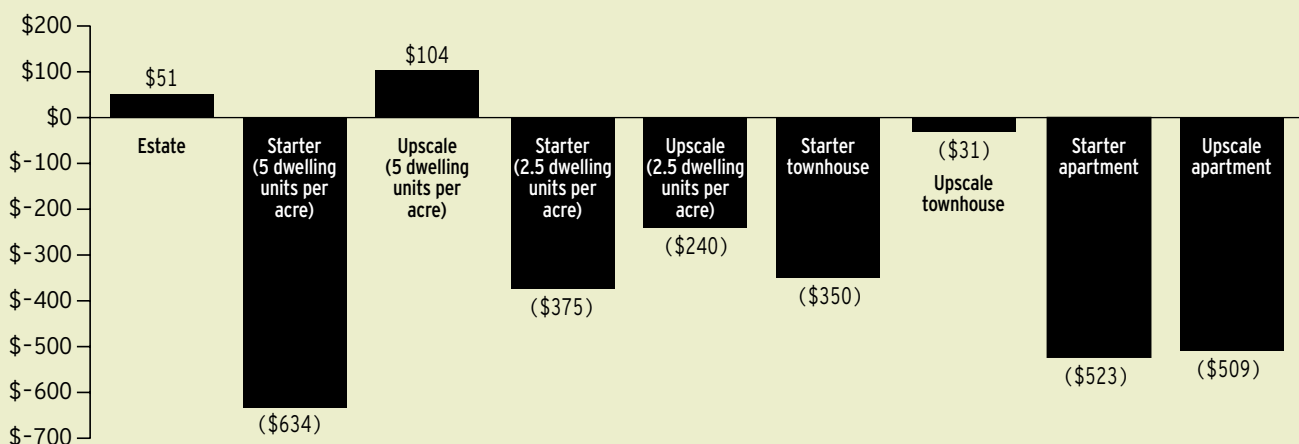 $200
$100
$0
$-100
$-200
$-300
$-400
$-500
$-600
$-700
$51
Estate
Starter
(5 dwelling
units per
acre)
($634)
$104
Upscale
(5 dwelling
units per
acre)
Starter
(2.5 dwelling
units per
acre)
($375)
Upscale
(2.5 dwelling
units per
acre)
($240)
Starter
townhouse
($350)
($31)
Upscale
townhouse
Starter
apartment
($523)
Upscale
apartment
($509)